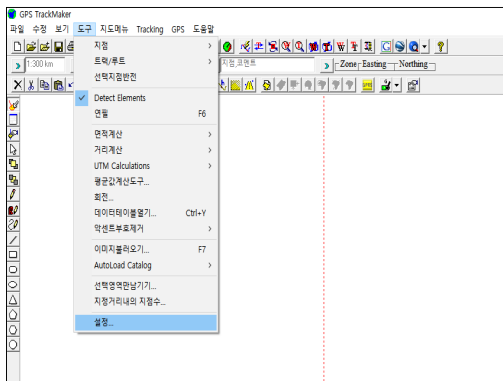 GPS TrackMaker
파일 수정 보기 도구 지도메뉴 Tracking GPS 도움말
1:300 km 지점,코멘트 Zone Easting Northing
지점
트랙/루트
선택지점반전
Detect Elements
연필 F6
면적계산
거리계산
UTM Calculations
평균값계산도구...
회전...
데이터테이블열기... Ctrl+Y
악센트부호제거
이미지불러오기... F7
AutoLoad Catalog
선택영역만남기기...
지정거리내의 지점수...
설정...